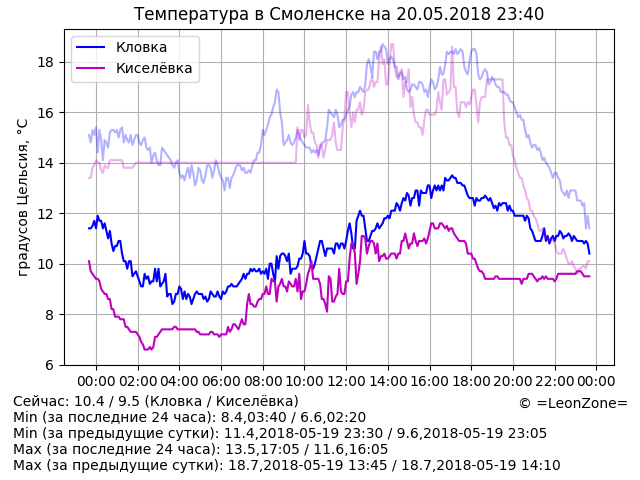 Температура в Смоленске на 20.05.2018 23:40
Кловка
Киселёвка
градусов Цельсия, °C
18
16
14
12
10
8
6
00:00 02:00 04:00 06:00 08:00 10:00 12:00 14:00 16:00 18:00 20:00 22:00 00:00
Сейчас: 10.4 / 9.5 (Кловка / Киселёвка)
© =LeonZone=
Min (за последние 24 часа): 8.4,03:40 / 6.6,02:20
Min (за предыдущие сутки): 11.4,2018-05-19 23:30 / 9.6,2018-05-19 23:05
Max (за последние 24 часа): 13.5,17:05 / 11.6,16:05
Max (за предыдущие сутки): 18.7,2018-05-19 13:45 / 18.7,2018-05-19 14:10